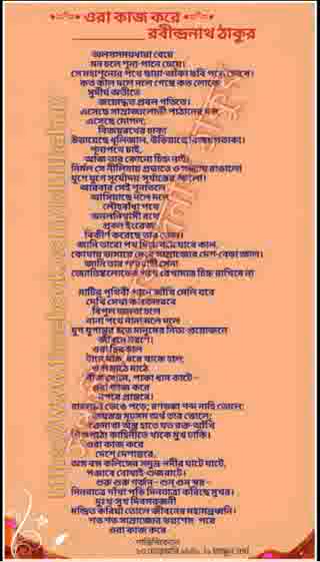 ওরা কাজ করে
রবীন্দ্রনাথ ঠাকুর
অলসসময়ধারা বেয়ে
মন চলে শূন্য-পানে চেয়ে।
সে মহাশূন্যের পথে ছায়া-আঁকা ছবি পড়ে চোখে।
কত কাল দলে দলে গেছে কত লোকে
সুদীর্ঘ অতীতে
জয়োদ্ধত প্রবল গতিতে।
এসেছে সাম্রাজ্যলোভী পাঠানের দল,
এসেছে মোগল;
বিজয়রথের চাকা
উড়ায়েছে ধূলিজাল, উড়িয়াছে বিজয়পতাকা।
শূন্যপথে চাই,
আজ তার কোনো চিহ্ন নাই।
নির্মল সে নীলিমায় প্রভাতে ও সন্ধ্যায় রাঙালো
যুগে যুগে সূর্যোদয় সূর্যাস্তের আলো।
আরবার সেই শূন্যতলে
আসিয়াছে দলে দলে
লৌহবাঁধা পথে
অনলনিশ্বাসী রথে
প্রবল ইংরেজ,
বিকীর্ণ করেছে তার তেজ।
জানি তারো পথ দিয়ে বয়ে যাবে কাল,
কোথায় ভাসায়ে দেবে সাম্রাজ্যের দেশ-বেড়া জাল।
জানি তার পণ্যবাহী সেনা
জ্যোতিষ্কলোকের পথে রেখামাত্র চিহ্ন রাখিবে না
মাটির পৃথিবী-পানে আঁখি মেলি যবে
দেখি সেথা কলকলরবে
বিপুল জনতা চলে
নানা পথে নানা দলে দলে
যুগ যুগান্তর হতে মানুষের নিত্য প্রয়োজনে
জীবনে মরণে।
ওরা চিরকাল
টানে দাঁড়, ধরে থাকে হাল;
ওরা মাঠে মাঠে
বীজ বোনে, পাকা ধান কাটে –
ওরা কাজ করে
নগরে প্রান্তরে।
রাজছত্র ভেঙে পড়ে; রণডঙ্কা শব্দ নাহি তোলে;
জয়স্তম্ভ মূঢ়সম অর্থ তার ভোলে;
রক্তমাখা অস্ত্র হাতে যত রক্ত-আঁখি
শিশুপাঠ্য কাহিনীতে থাকে মুখ ঢাকি।
ওরা কাজ করে
দেশে দেশান্তরে,
অঙ্গ বঙ্গ কলিঙ্গের সমুদ্র নদীর ঘাটে ঘাটে,
পঞ্জাবে বোম্বাই-গুজরাটে।
গুরু গুরু গর্জন – গুন্ গুন্ স্বর –
দিনরাত্রে গাঁথা পড়ি দিনযাত্রা করিছে মুখর।
দুঃখ সুখ দিবসরজনী
মন্দ্রিত করিয়া তোলে জীবনের মহামন্ত্রধ্বনি।
শত শত সাম্রাজ্যের ভগ্নশেষ-'পরে
ওরা কাজ করে